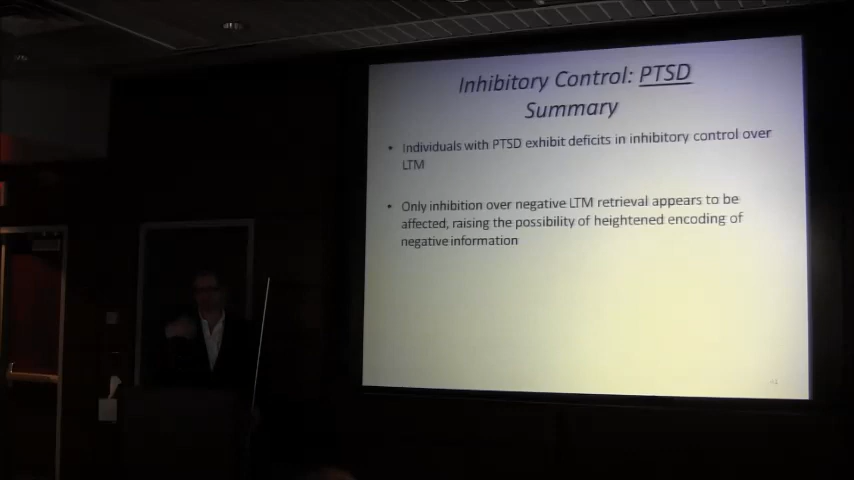 Inhibitory Control: PTSD
Summary
• Individuals with PTSD exhibit deficits in inhibitory control over
LTM
• Only inhibition over negative LTM retrieval appears to be
affected, raising the possibility of heightened encoding of
negative information